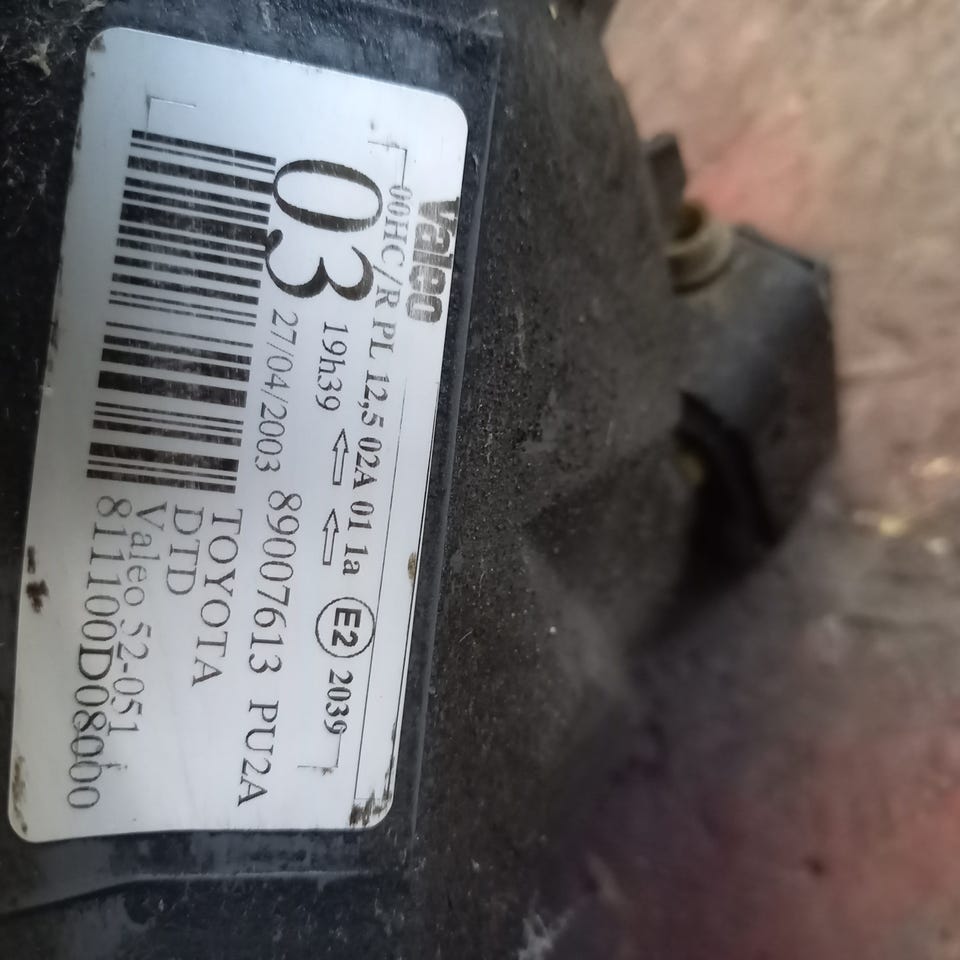 Valeo
00HC/R PL 12,5 02A 01 1a E2 2039
03 19h39
27/04/2003 89007613 PU2A
TOYOTA
DTD
Valeo 52-051
811100D08000